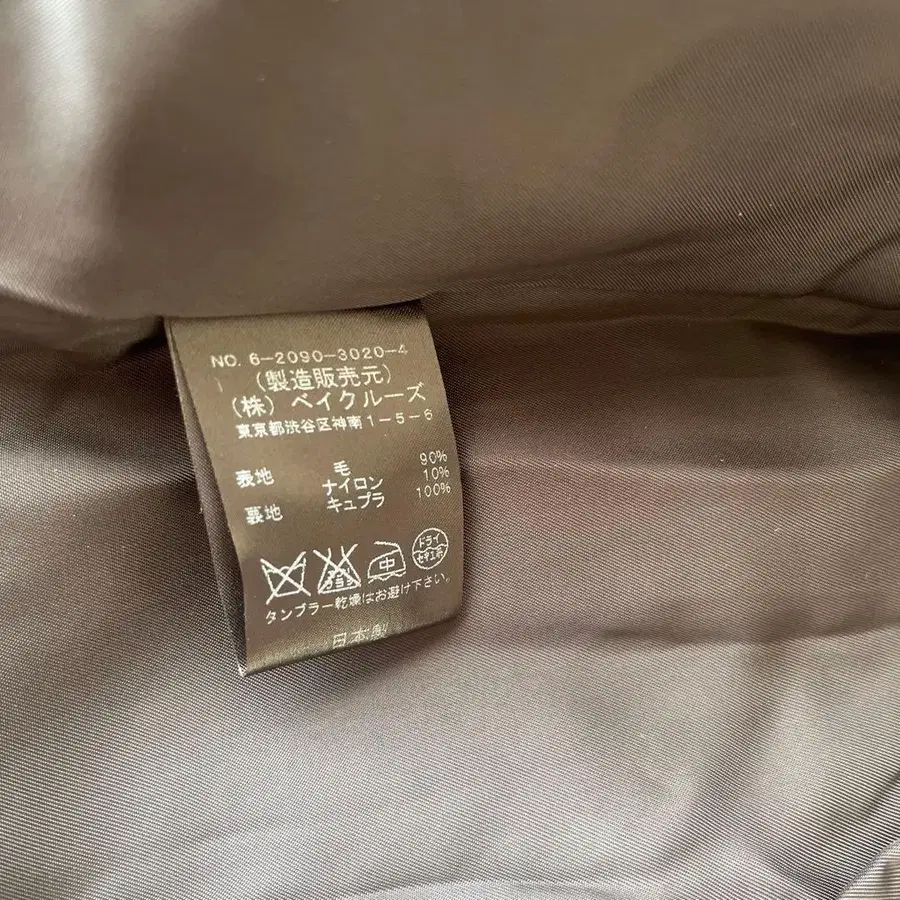 NO. 6-2090-3020-4
(製造販売元)
(株) ベイクルーズ
東京都渋谷区神南1-5-6
表地 毛 90%
ナイロン 10%
裏地 キュプラ 100%
中 ドライ
タンブラー乾燥はお避け下さい。
日本製